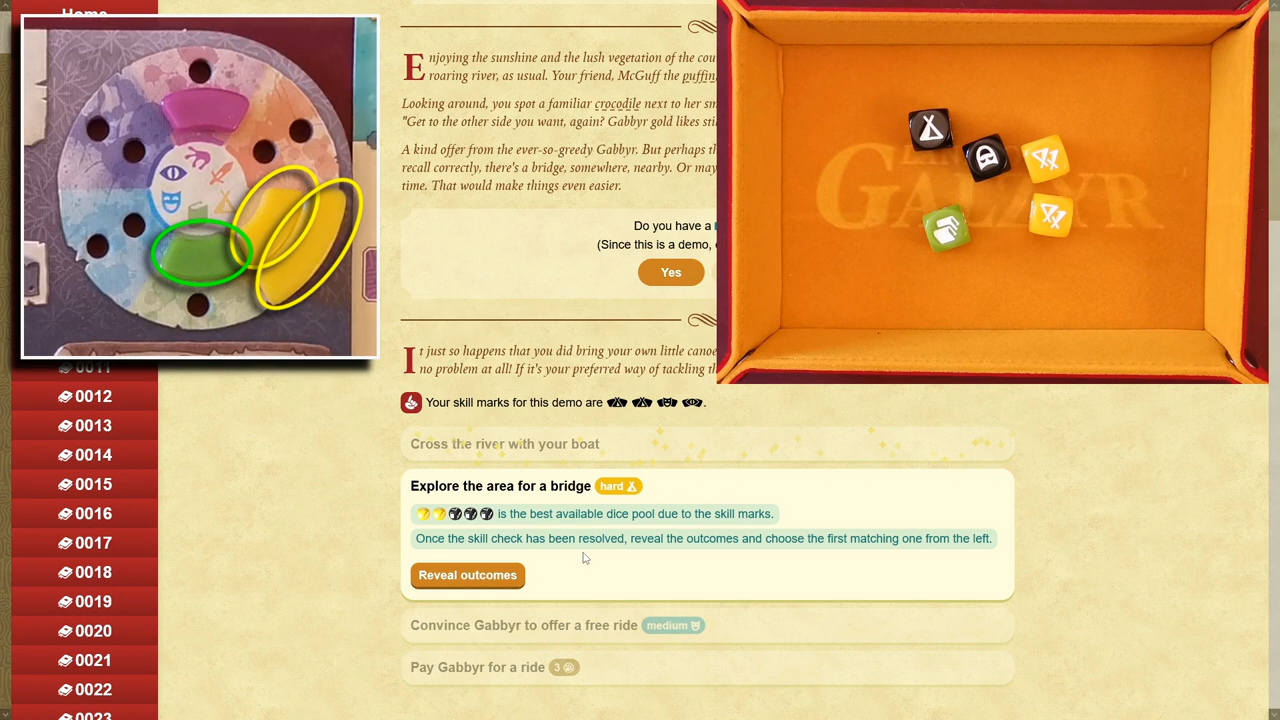 Home
0011
0012
0013
0014
0015
0016
0017
0018
0019
0020
0021
0022
0023
Enjoying the sunshine and the lush vegetation of the cou
roaring river, as usual. Your friend, McGuff the puffin,
Looking around, you spot a familiar crocodile next to her sm
"Get to the other side you want, again? Gabbyr gold likes sti
A kind offer from the ever-so-greedy Gabbyr. But perhaps th
recall correctly, there's a bridge, somewhere, nearby. Or may
time. That would make things even easier.
Do you have a
(Since this is a demo,
Yes
It just so happens that you did bring your own little canoe
no problem at all! If it's your preferred way of tackling th
Your skill marks for this demo are
.
Cross the river with your boat
Explore the area for a bridge hard
is the best available dice pool due to the skill marks.
Once the skill check has been resolved, reveal the outcomes and choose the first matching one from the left.
Reveal outcomes
Convince Gabbyr to offer a free ride medium
Pay Gabbyr for a ride 3
GALZYR